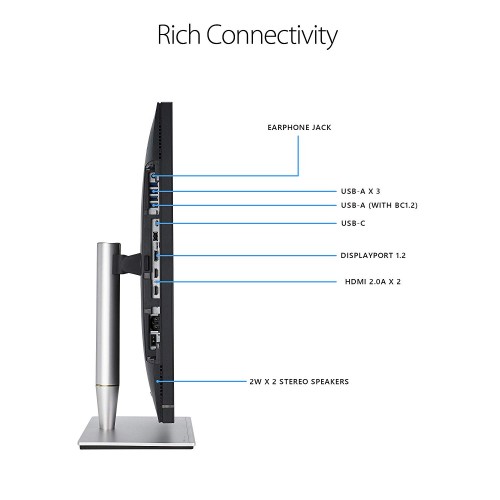 Rich Connectivity
EARPHONE JACK
USB-A X 3
USB-A (WITH BC1.2)
USB-C
DISPLAYPORT 1.2
HDMI 2.0A X 2
2W X 2 STEREO SPEAKERS